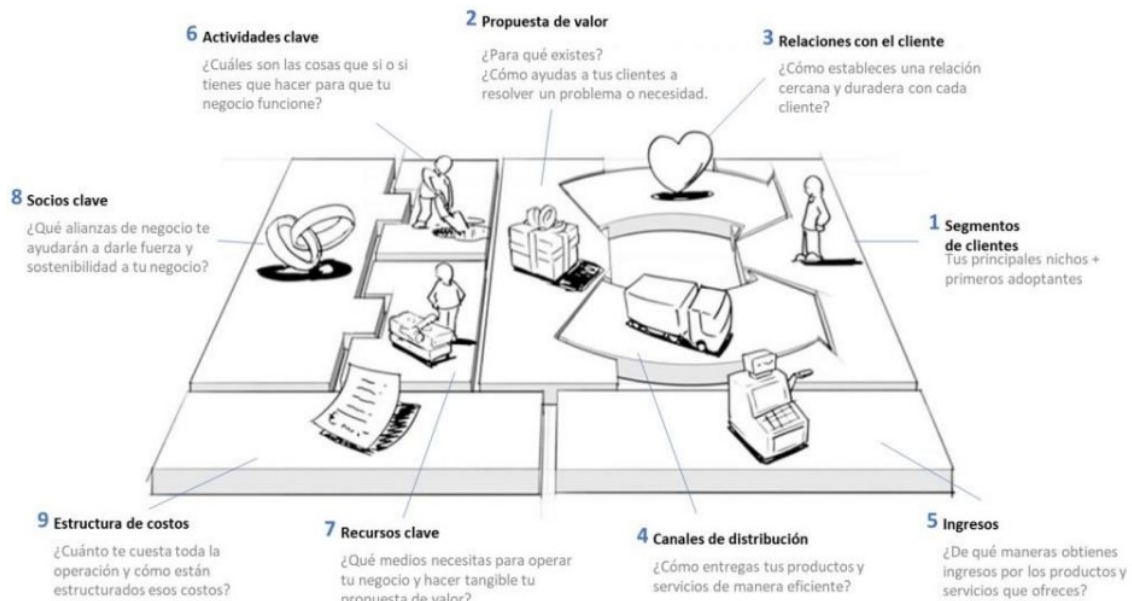 6 Actividades clave
¿Cuáles son las cosas que si o si
tienes que hacer para que tu
negocio funcione?
2 Propuesta de valor
¿Para qué existes?
¿Cómo ayudas a tus clientes a
resolver un problema o necesidad.
3 Relaciones con el cliente
¿Cómo estableces una relación
cercana y duradera con cada
cliente?
8 Socios clave
¿Qué alianzas de negocio te
ayudarán a darle fuerza y
sostenibilidad a tu negocio?
1 Segmentos
de clientes
Tus principales nichos +
primeros adoptantes
9 Estructura de costos
¿Cuánto te cuesta toda la
operación y cómo están
estructurados esos costos?
7 Recursos clave
¿Qué medios necesitas para operar
tu negocio y hacer tangible tu
propuesta de valor?
4 Canales de distribución
¿Cómo entregas tus productos y
servicios de manera eficiente?
5 Ingresos
¿De qué maneras obtienes
ingresos por los productos y
servicios que ofreces?